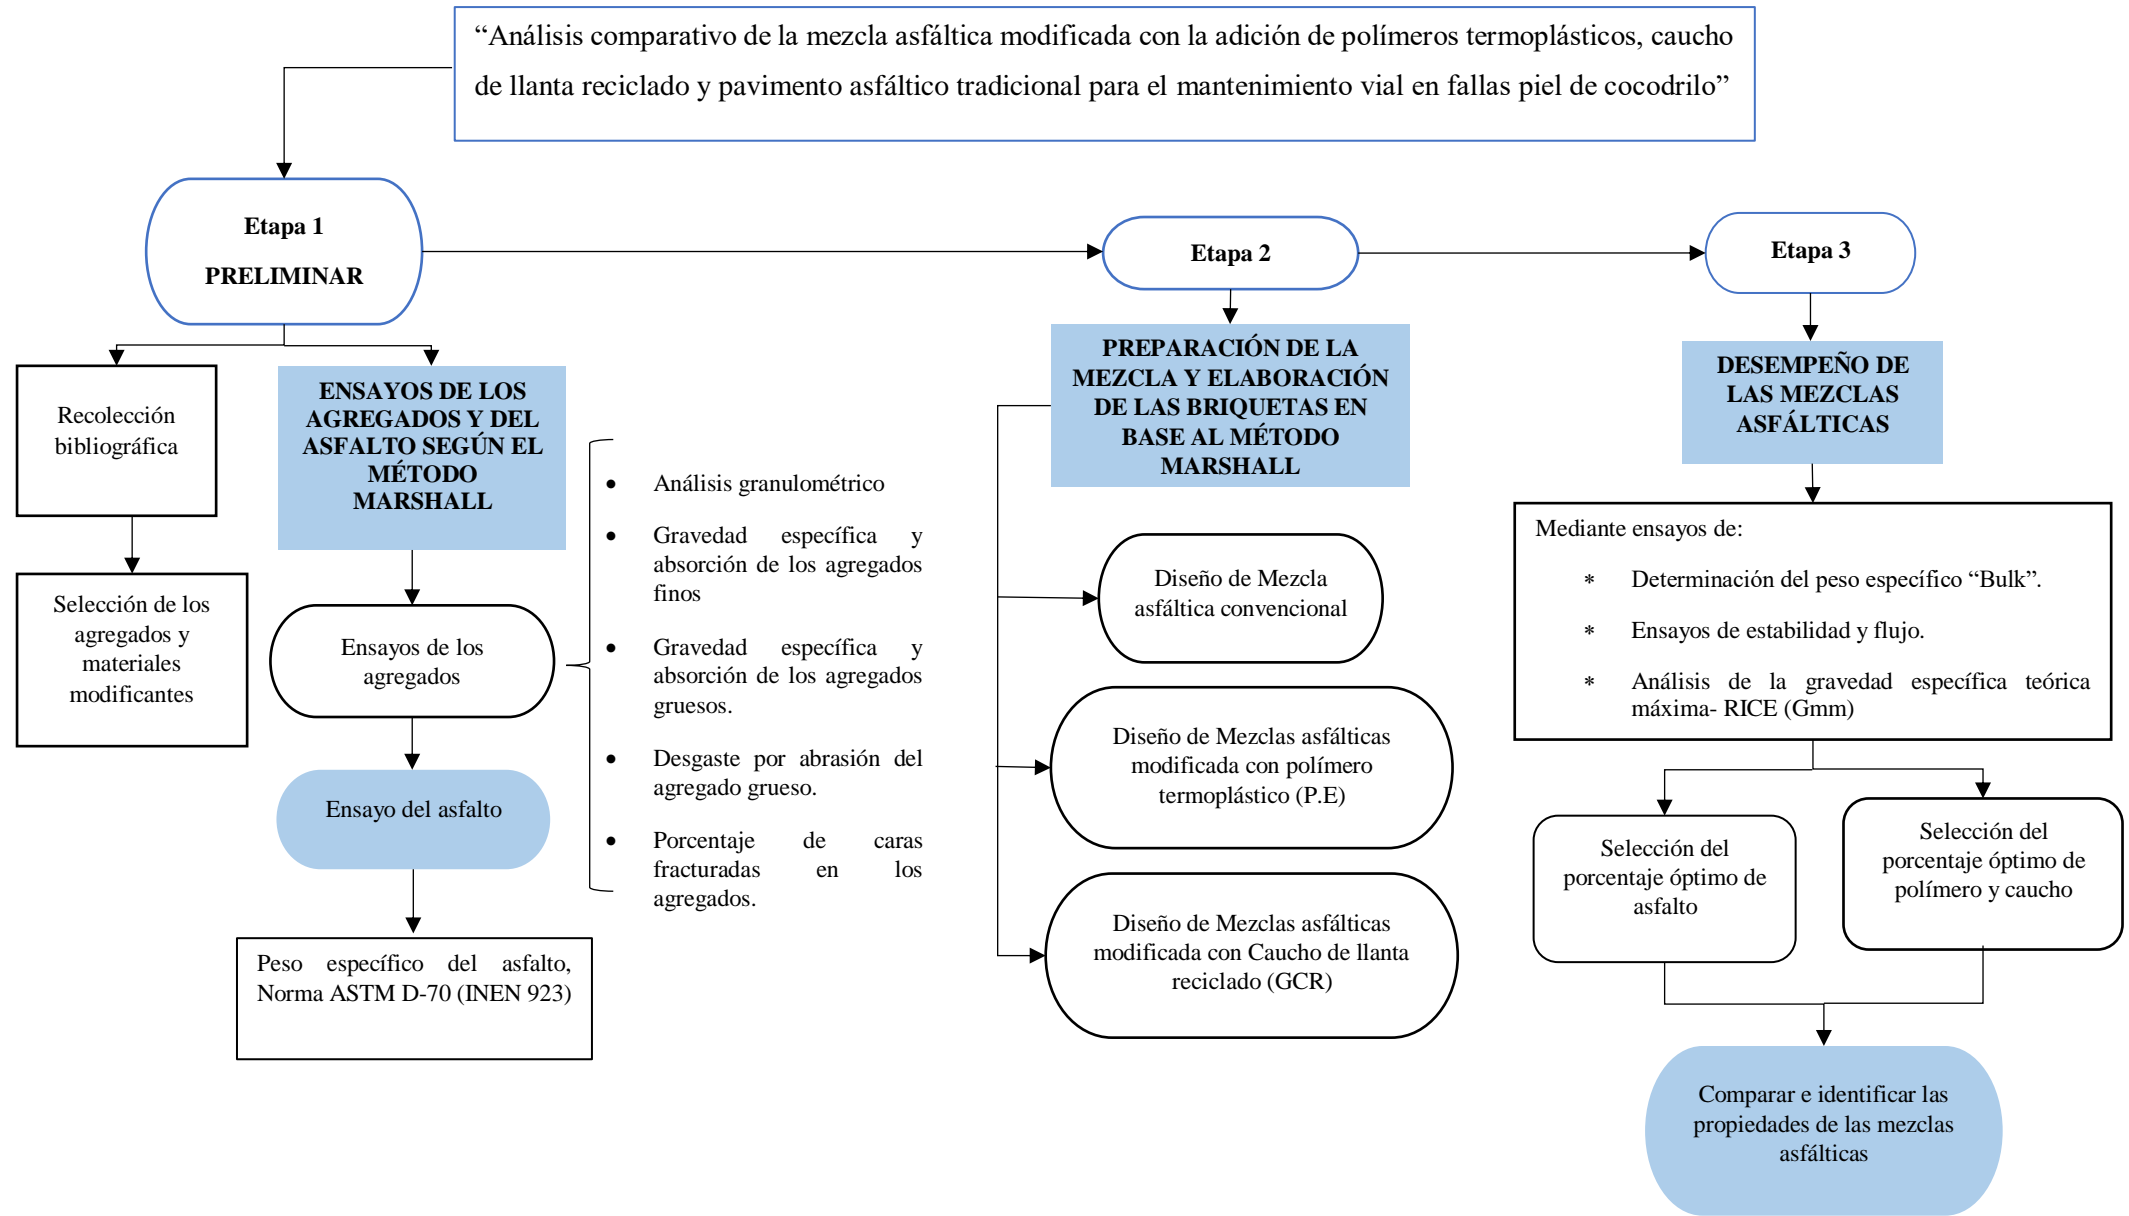 “Análisis comparativo de la mezcla asfáltica modificada con la adición de polímeros termoplásticos, caucho
de llanta reciclado y pavimento asfáltico tradicional para el mantenimiento vial en fallas piel de cocodrilo”
Etapa 1
PRELIMINAR
Recolección
bibliográfica
Selección de los
agregados y
materiales
modificantes
ENSAYOS DE LOS
AGREGADOS Y DEL
ASFALTO SEGÚN EL
MÉTODO
MARSHALL
Ensayos de los
agregados
• Análisis granulométrico
• Gravedad específica y
absorción de los agregados
finos
• Gravedad específica y
absorción de los agregados
gruesos.
• Desgaste por abrasión del
agregado grueso.
• Porcentaje de caras
fracturadas en los
agregados.
Ensayo del asfalto
Peso específico del asfalto,
Norma ASTM D-70 (INEN 923)
Etapa 2
PREPARACIÓN DE LA
MEZCLA Y ELABORACIÓN
DE LAS BRIQUETAS EN
BASE AL MÉTODO
MARSHALL
Diseño de Mezcla
asfáltica convencional
Diseño de Mezclas asfálticas
modificada con polímero
termoplástico (P.E)
Diseño de Mezclas asfálticas
modificada con Caucho de llanta
reciclado (GCR)
Etapa 3
DESEMPEÑO DE
LAS MEZCLAS
ASFÁLTICAS
Mediante ensayos de:
* Determinación del peso específico “Bulk”.
* Ensayos de estabilidad y flujo.
* Análisis de la gravedad específica teórica
máxima- RICE (Gmm)
Selección del
porcentaje óptimo de
asfalto
Selección del
porcentaje óptimo de
polímero y caucho
Comparar e identificar las
propiedades de las mezclas
asfálticas